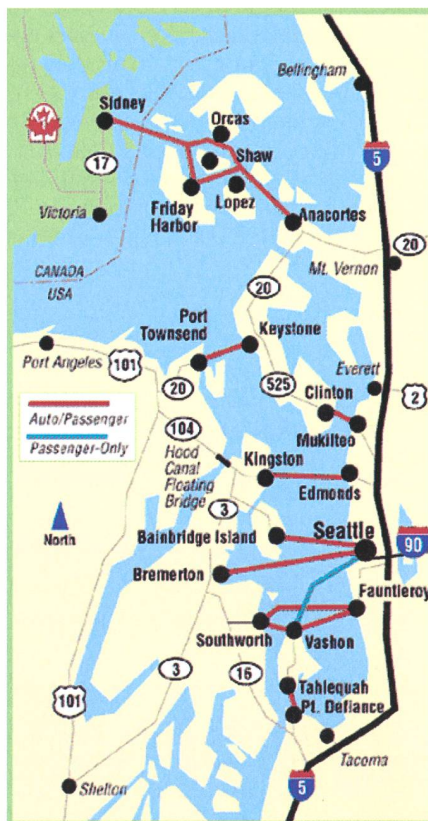 Bellingham
Sidney
Orcas
1
5
Shaw
17
Victoria
Friday
Harbor
Lopez
Anacortes
20
CANADA
USA
Mt. Vernon
20
Port
Townsend
Keystone
Port Angeles
101
20
525
Everett
2
Clinton
Auto/Passenger
Passenger-Only
104
Mukilteo
Hood
Canal
Floating
Bridge
Kingston
Edmonds
3
North
Bainbridge Island
Seattle
90
Bremerton
Fauntleroy
Southworth
Vashon
3
16
Tahlequah
Pt. Defiance
101
Tacoma
Shelton
5